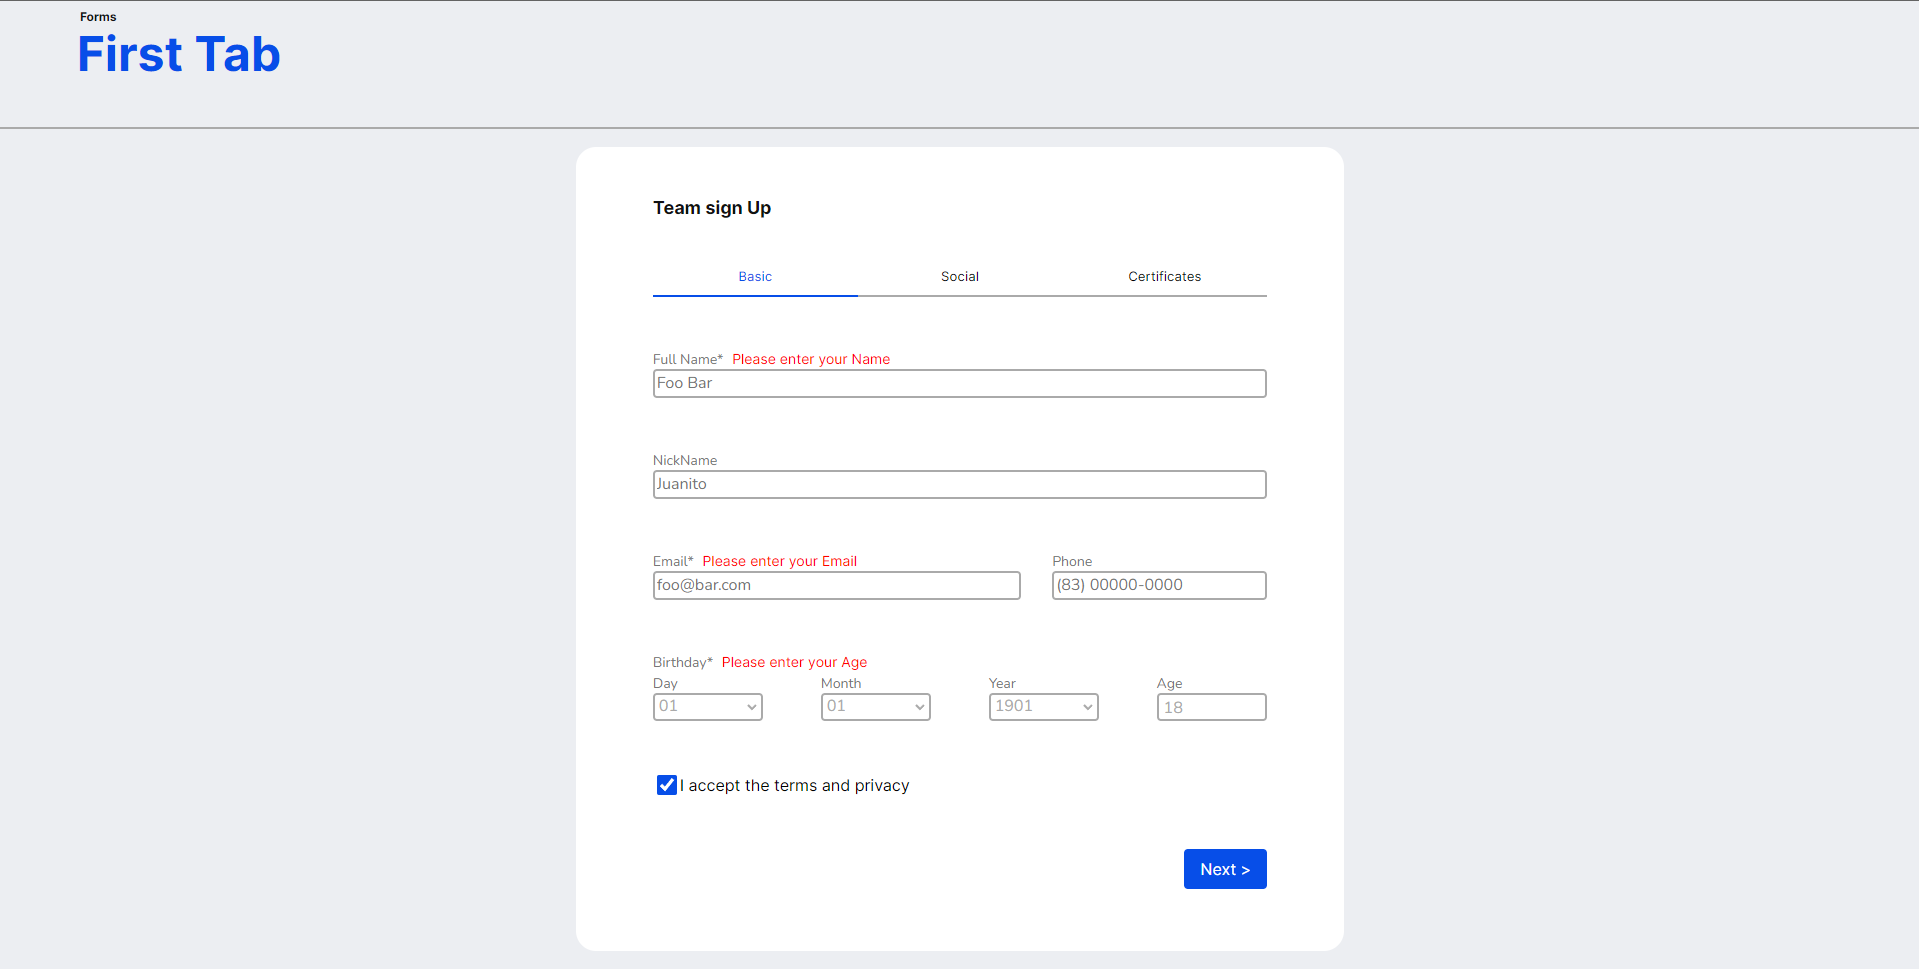 Forms
First Tab
Team sign Up
Basic Social Certificates
Full Name* Please enter your Name
Foo Bar
NickName
Juanito
Email* Please enter your Email Phone
foo@bar.com (83) 00000-0000
Birthday* Please enter your Age
Day Month Year Age
01 01 1901 18
I accept the terms and privacy
Next >